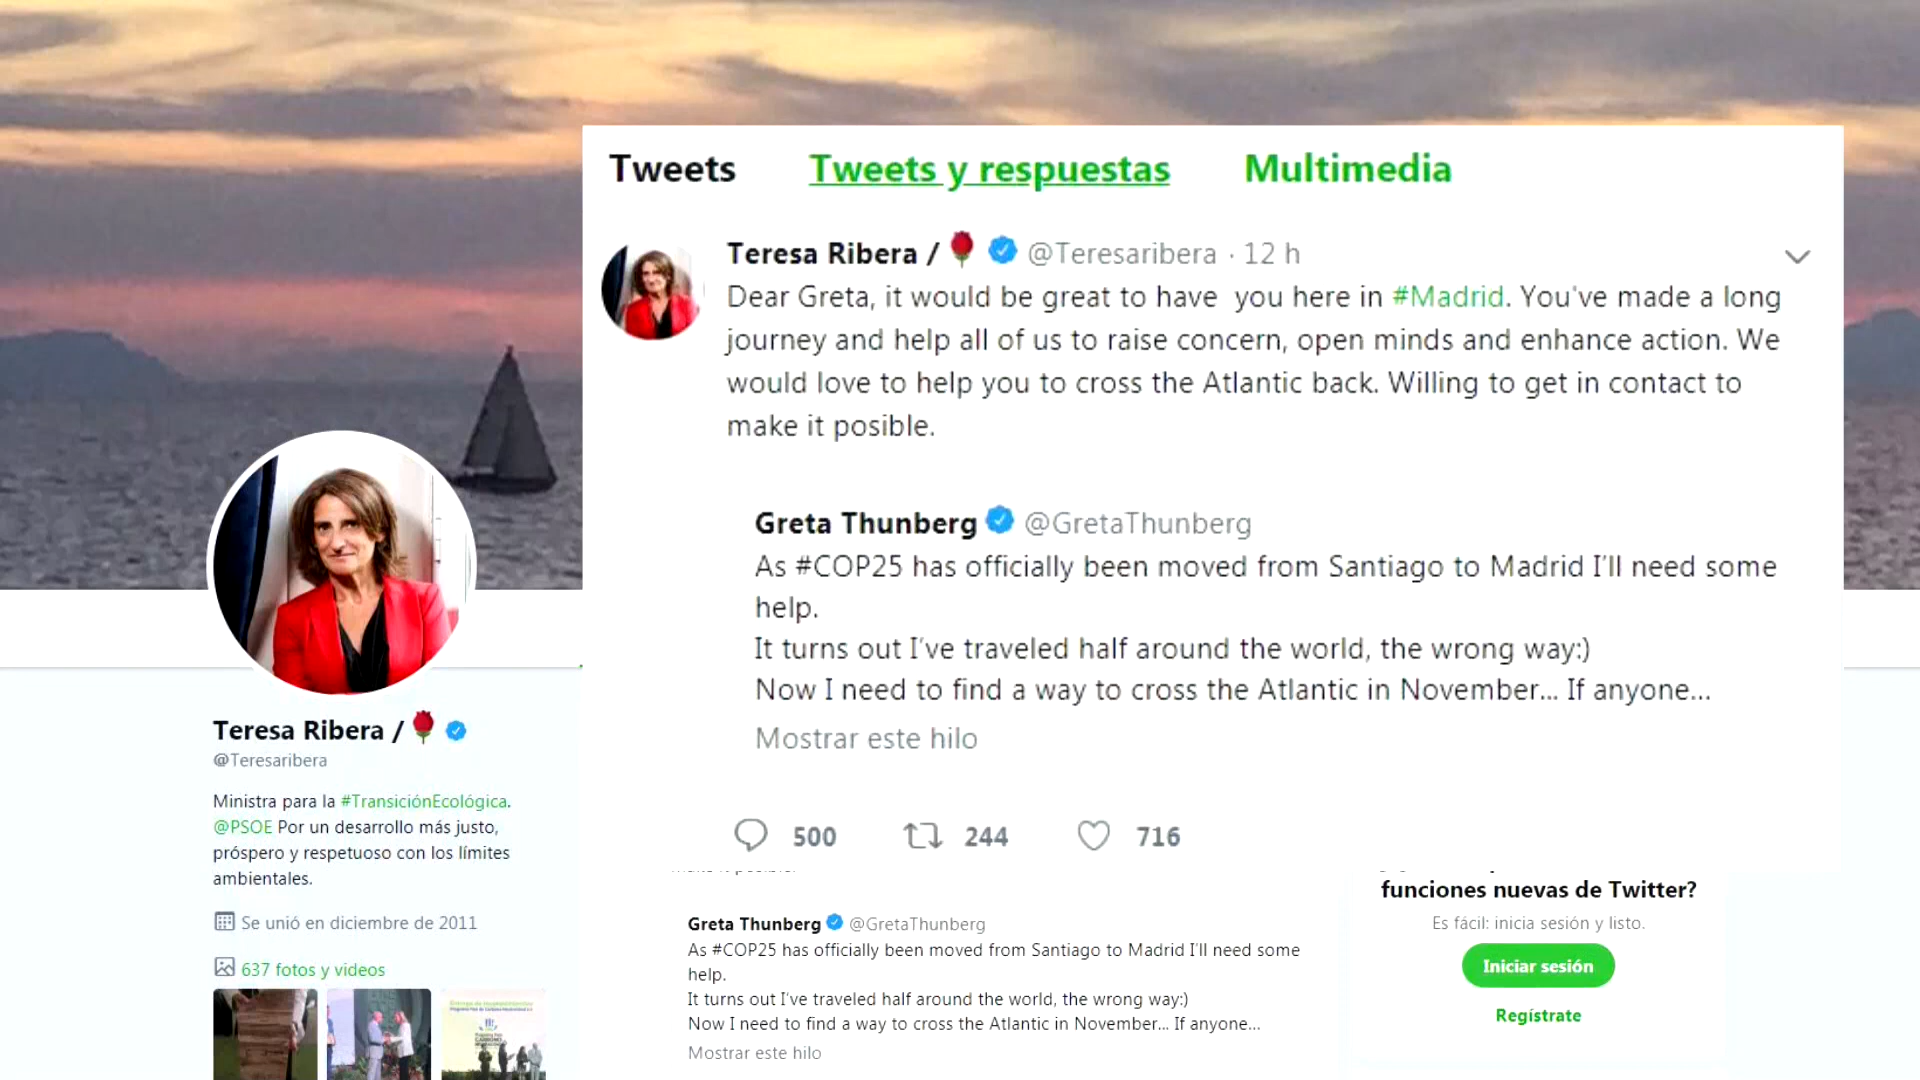 Tweets Tweets y respuestas Multimedia
Teresa Ribera / @Teresaribera · 12 h
Dear Greta, it would be great to have you here in #Madrid. You've made a long
journey and help all of us to raise concern, open minds and enhance action. We
would love to help you to cross the Atlantic back. Willing to get in contact to
make it posible.
Greta Thunberg @GretaThunberg
As #COP25 has officially been moved from Santiago to Madrid I'll need some
help.
It turns out I've traveled half around the world, the wrong way:)
Now I need to find a way to cross the Atlantic in November... If anyone...
Mostrar este hilo
500 244 716
Teresa Ribera /
@Teresaribera
Ministra para la #TransiciónEcológica.
@PSOE Por un desarrollo más justo,
próspero y respetuoso con los límites
ambientales.
Se unió en diciembre de 2011
637 fotos y videos
Greta Thunberg @GretaThunberg
As #COP25 has officially been moved from Santiago to Madrid I'll need some
help.
It turns out I've traveled half around the world, the wrong way:)
Now I need to find a way to cross the Atlantic in November... If anyone...
Mostrar este hilo
funciones nuevas de Twitter?
Es fácil: inicia sesión y listo.
Iniciar sesión
Regístrate